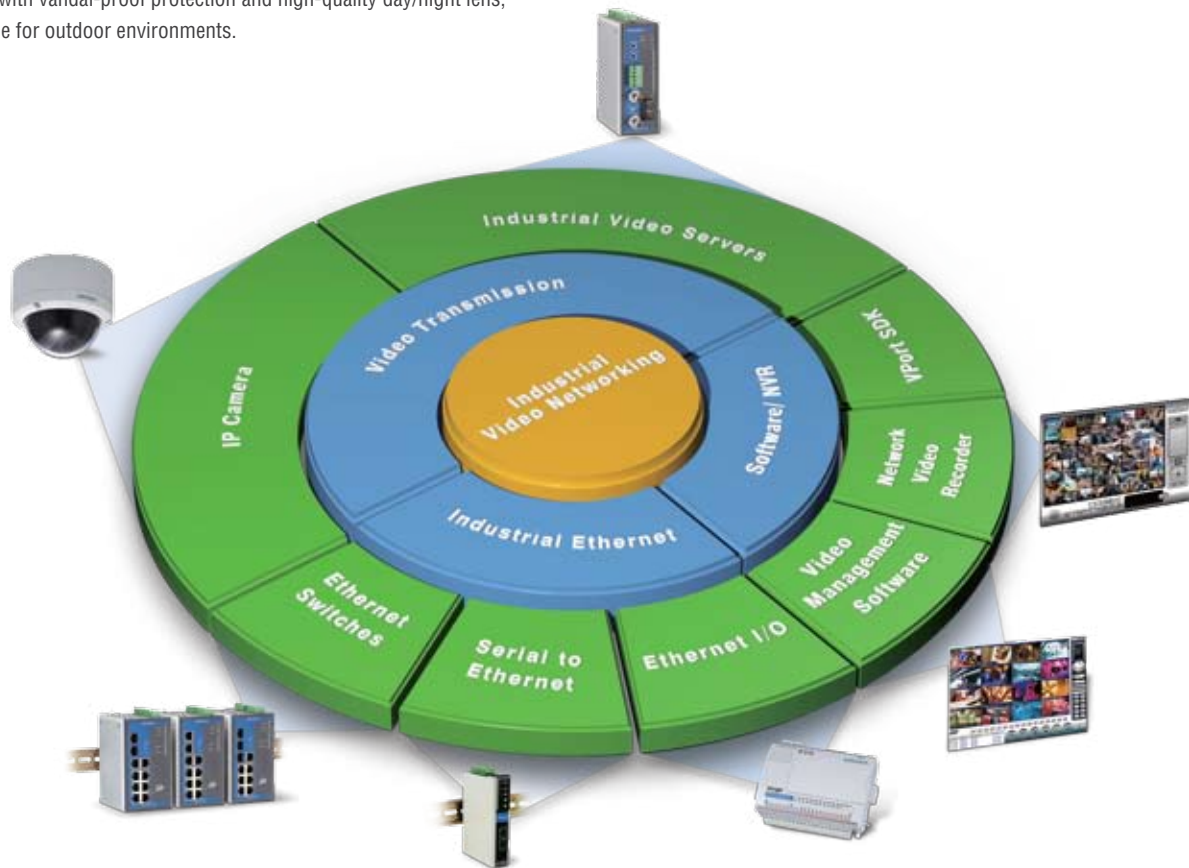 with vandal-proof protection and high-quality day/night lens,
e for outdoor environments.
Industrial Video Servers
Video Transmission
Industrial
Video Networking
IP Camera
Software/ NVR
VPort SDK
Network
Video
Recorder
Industrial Ethernet
Video
Management
Software
Ethernet
Switches
Serial to
Ethernet
Ethernet I/O